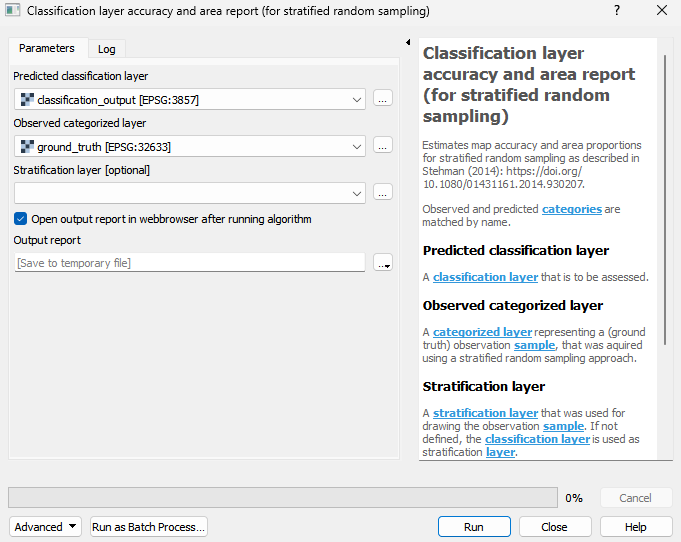 Classification layer accuracy and area report (for stratified random sampling)
Parameters
Log
Predicted classification layer
classification_output [EPSG:3857]
...
Observed categorized layer
ground_truth [EPSG:32633]
...
Stratification layer [optional]
...
Open output report in webbrowser after running algorithm
Output report
[Save to temporary file]
...
Classification layer
accuracy and area report
(for stratified random
sampling)
Estimates map accuracy and area proportions
for stratified random sampling as described in
Stehman (2014): https://doi.org/
10.1080/01431161.2014.930207.
Observed and predicted categories are
matched by name.
Predicted classification layer
A classification layer that is to be assessed.
Observed categorized layer
A categorized layer representing a (ground
truth) observation sample, that was aquired
using a stratified random sampling approach.
Stratification layer
A stratification layer that was used for
drawing the observation sample. If not
defined, the classification layer is used as
stratification layer.
0%
Cancel
Advanced
Run as Batch Process...
Run
Close
Help